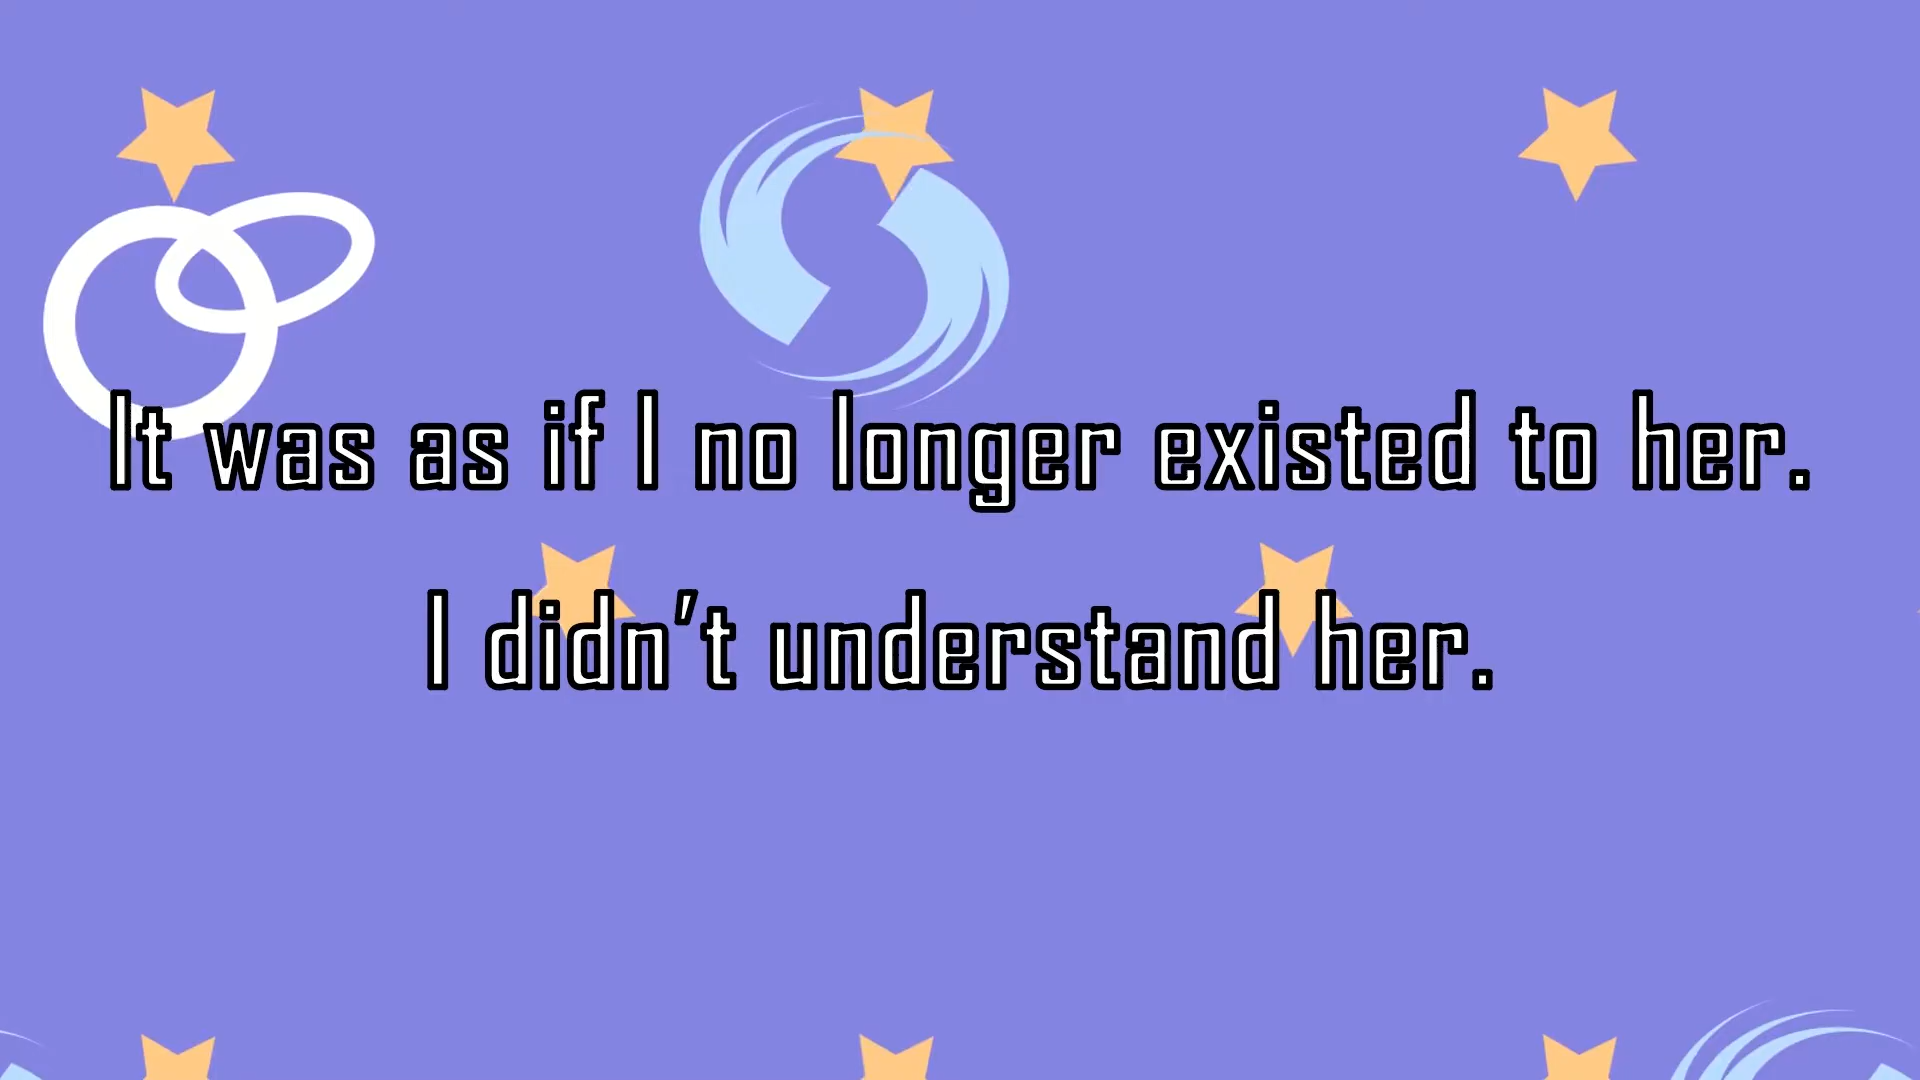 It was as if I no longer existed to her.
I didn’t understand her.